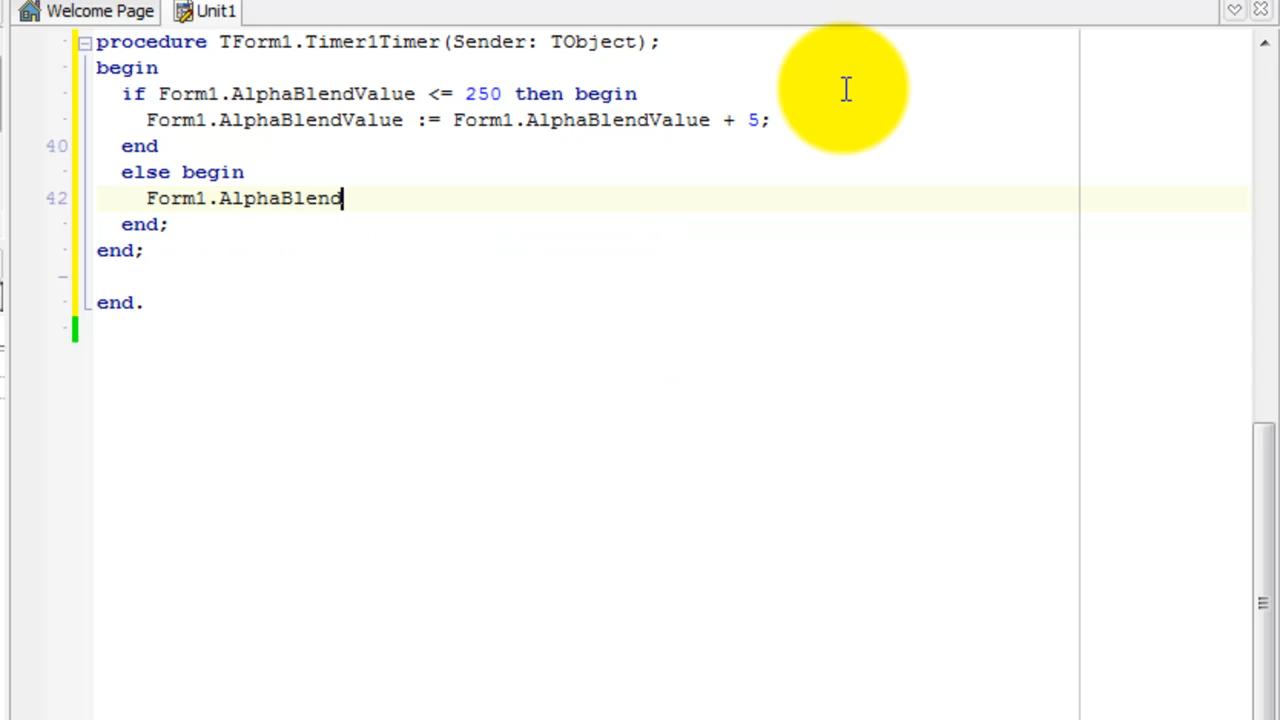 Welcome Page Unit1
procedure TForm1.Timer1Timer(Sender: TObject);
begin
if Form1.AlphaBlendValue <= 250 then begin
Form1.AlphaBlendValue := Form1.AlphaBlendValue + 5;
40 end
else begin
42 Form1.AlphaBlend
end;
end;
end.